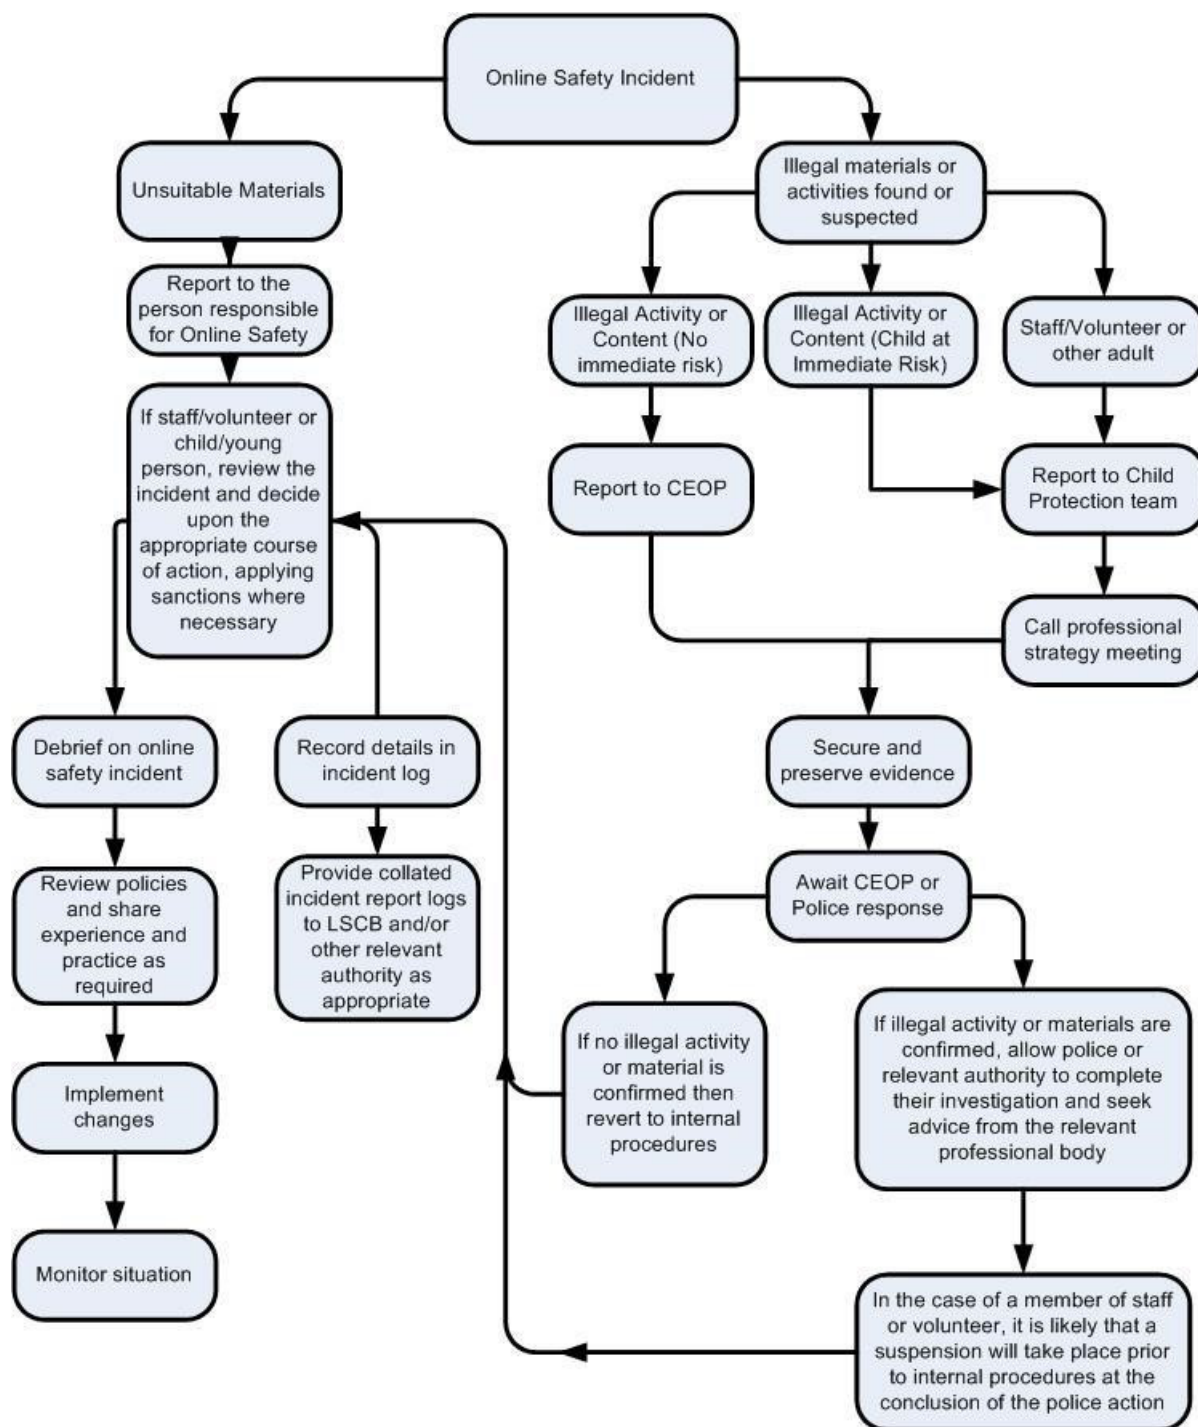 Online Safety Incident
Unsuitable Materials
Report to the
person responsible
for Online Safety
If staff/volunteer or
child/young
person, review the
incident and decide
upon the
appropriate course
of action, applying
sanctions where
necessary
Debrief on online
safety incident
Review policies
and share
experience and
practice as
required
Implement
changes
Monitor situation
Record details in
incident log
Provide collated
incident report logs
to LSCB and/or
other relevant
authority as
appropriate
Illegal materials or
activities found or
suspected
Illegal Activity or
Content (No
immediate risk)
Illegal Activity or
Content (Child at
Immediate Risk)
Staff/Volunteer or
other adult
Report to CEOP
Report to Child
Protection team
Call professional
strategy meeting
Secure and
preserve evidence
Await CEOP or
Police response
If no illegal activity
or material is
confirmed then
revert to internal
procedures
If illegal activity or materials are
confirmed, allow police or
relevant authority to complete
their investigation and seek
advice from the relevant
professional body
In the case of a member of staff
or volunteer, it is likely that a
suspension will take place prior
to internal procedures at the
conclusion of the police action